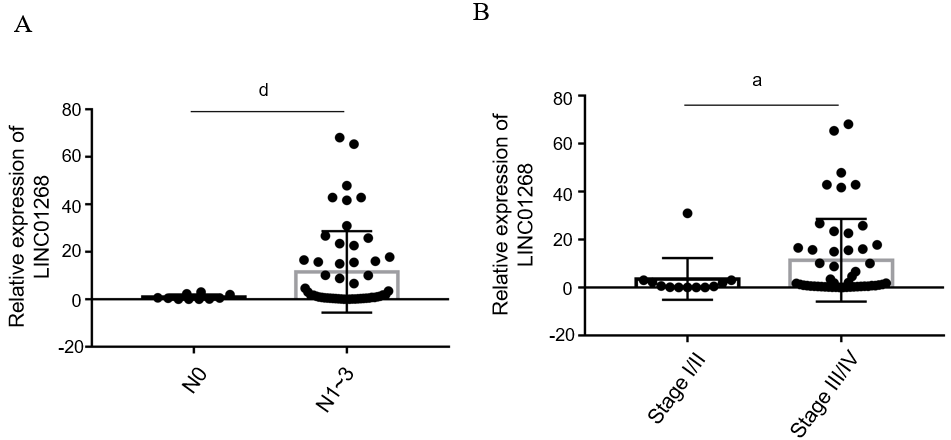 A
d
Relative expression of
LINC01268
80
60
40
20
0
-20
N0
N1~3
B
a
Relative expression of
LINC01268
80
60
40
20
0
-20
Stage I/II
Stage III/IV